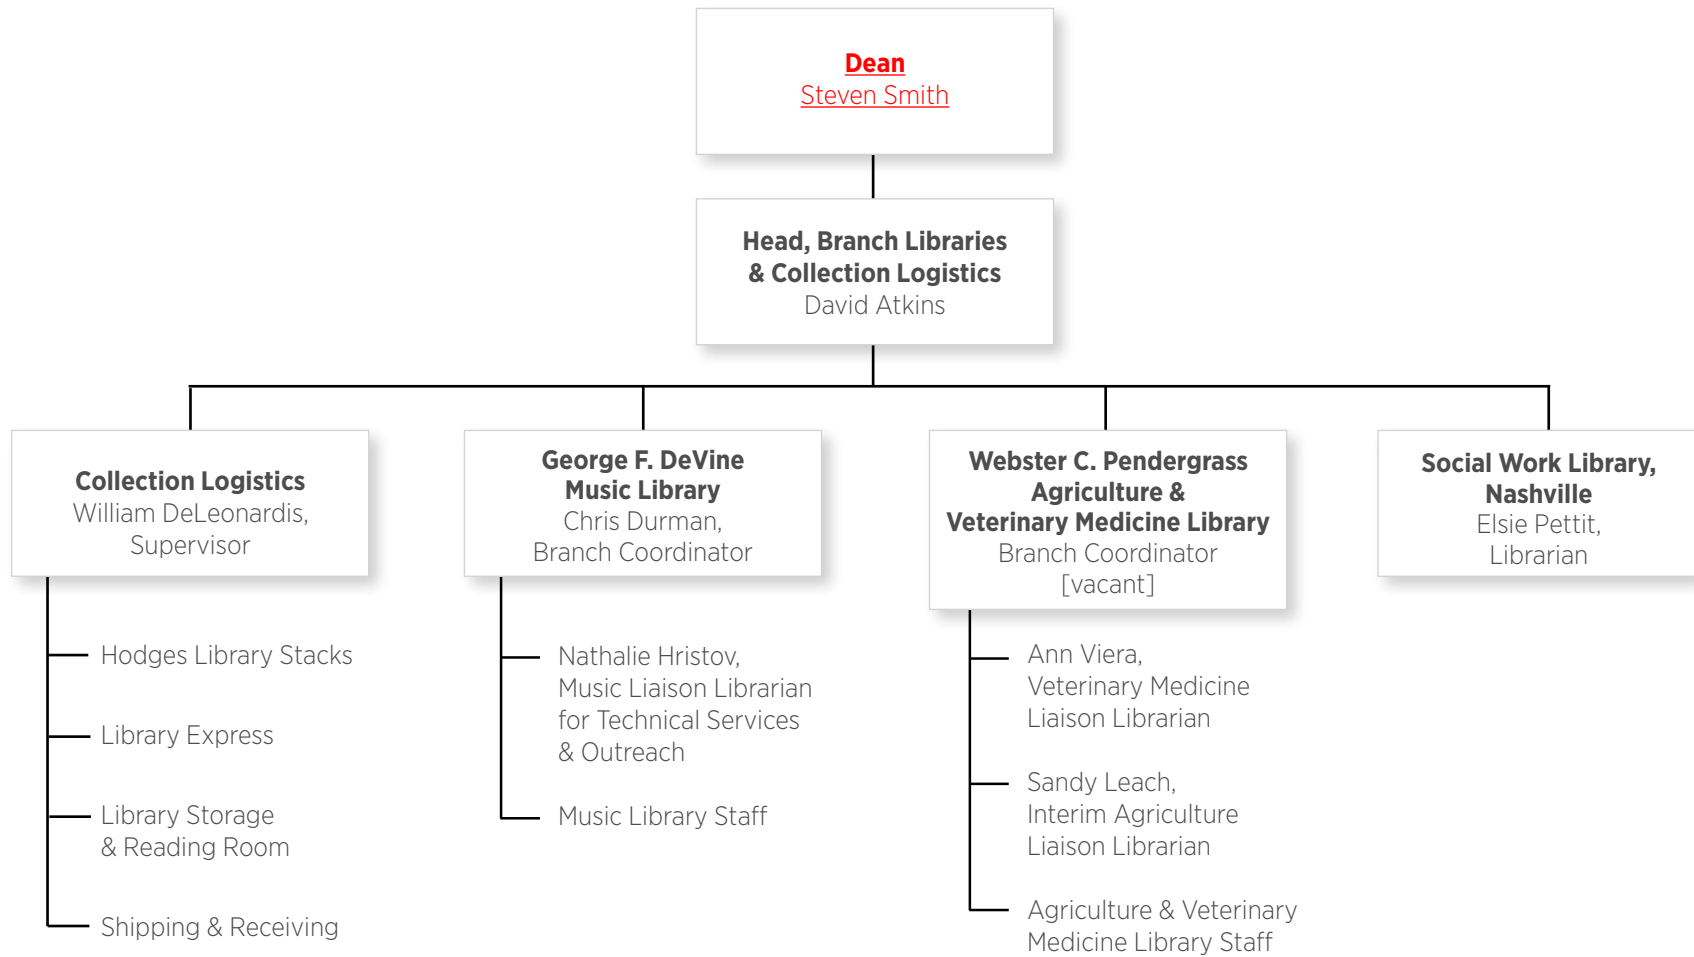 Dean
Steven Smith
Head, Branch Libraries
& Collection Logistics
David Atkins
Collection Logistics
William DeLeonardis,
Supervisor
Hodges Library Stacks
Library Express
Library Storage
& Reading Room
Shipping & Receiving
George F. DeVine
Music Library
Chris Durman,
Branch Coordinator
Nathalie Hristov,
Music Liaison Librarian
for Technical Services
& Outreach
Music Library Staff
Webster C. Pendergrass
Agriculture &
Veterinary Medicine Library
Branch Coordinator
[vacant]
Ann Viera,
Veterinary Medicine
Liaison Librarian
Sandy Leach,
Interim Agriculture
Liaison Librarian
Agriculture & Veterinary
Medicine Library Staff
Social Work Library,
Nashville
Elsie Pettit,
Librarian